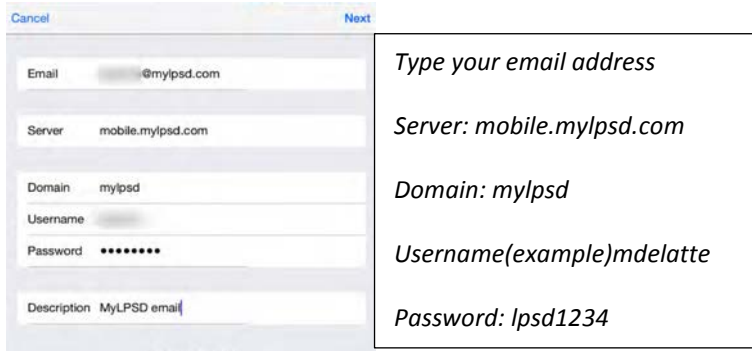 Cancel Next
Email @mylpsd.com
Server mobile.mylpsd.com
Domain mylpsd
Username
Password ••••••••
Description MyLPSD email
Type your email address
Server: mobile.mylpsd.com
Domain: mylpsd
Username(example)mdelatte
Password: lpsd1234